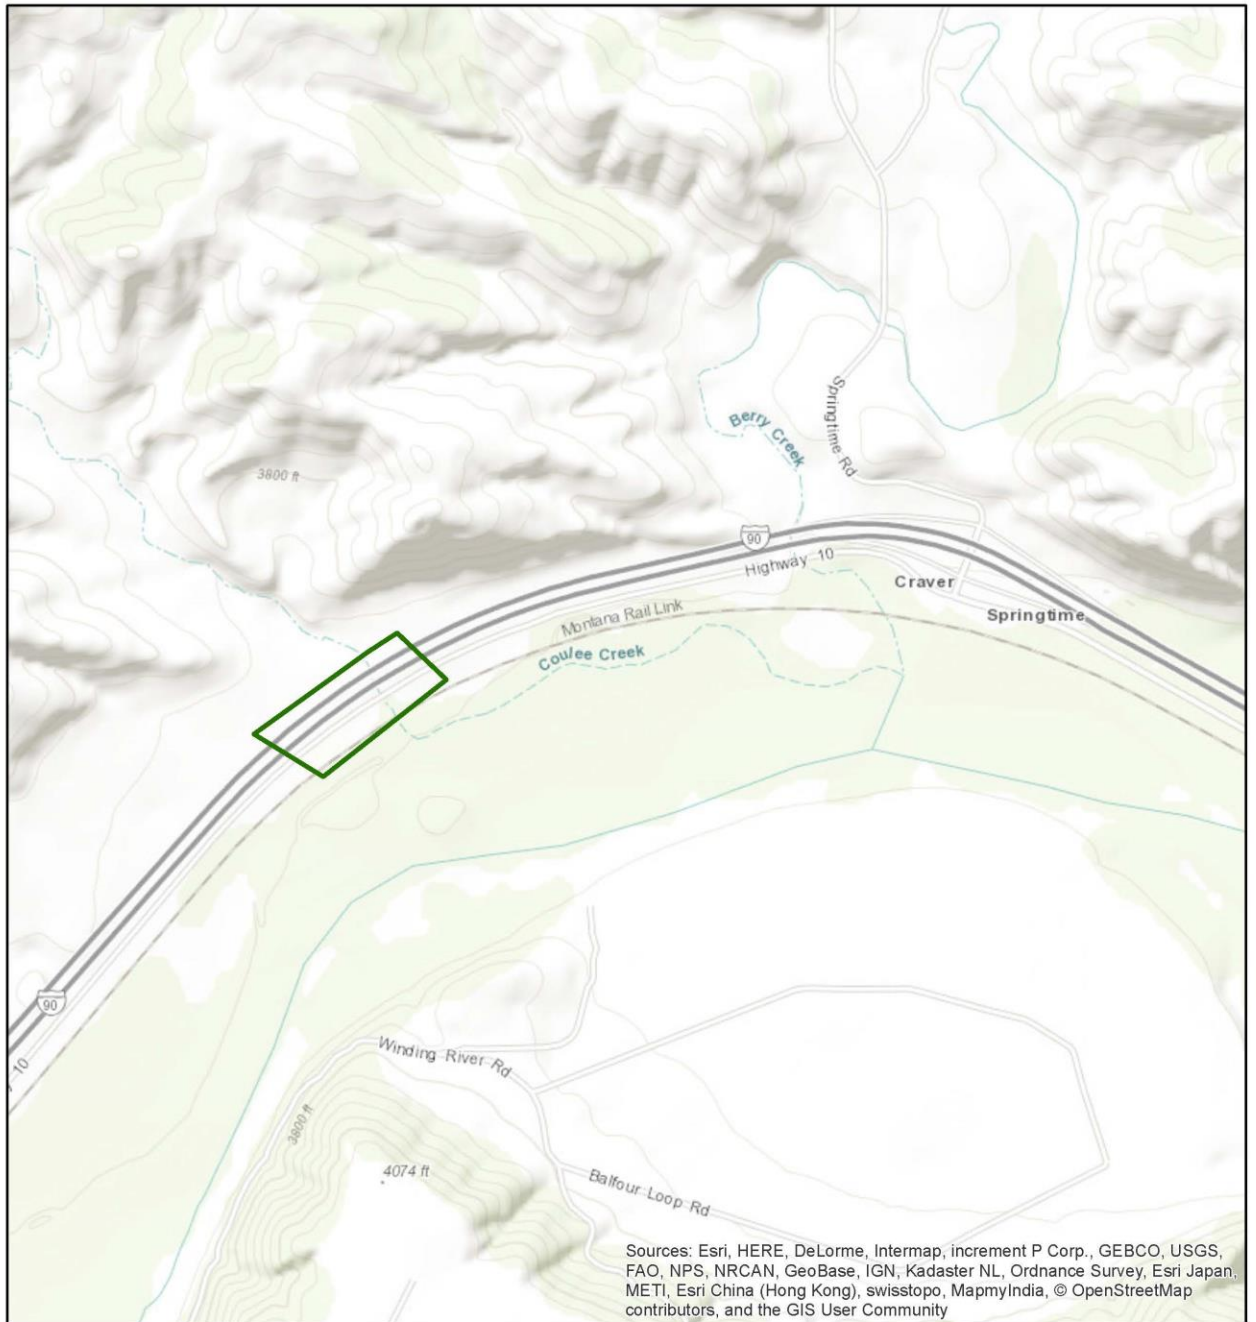 Springtime Rd
Berry Creek
3800 ft
90
Highway 10
Craver
Springtime
Montana Rail Link
Coulee Creek
90
10
Winding River Rd
3800 ft
4074 ft
Balfour Loop Rd
Sources: Esri, HERE, DeLorme, Intermap, increment P Corp., GEBCO, USGS,
FAO, NPS, NRCAN, GeoBase, IGN, Kadaster NL, Ordnance Survey, Esri Japan,
METI, Esri China (Hong Kong), swisstopo, MapmyIndia, © OpenStreetMap
contributors, and the GIS User Community